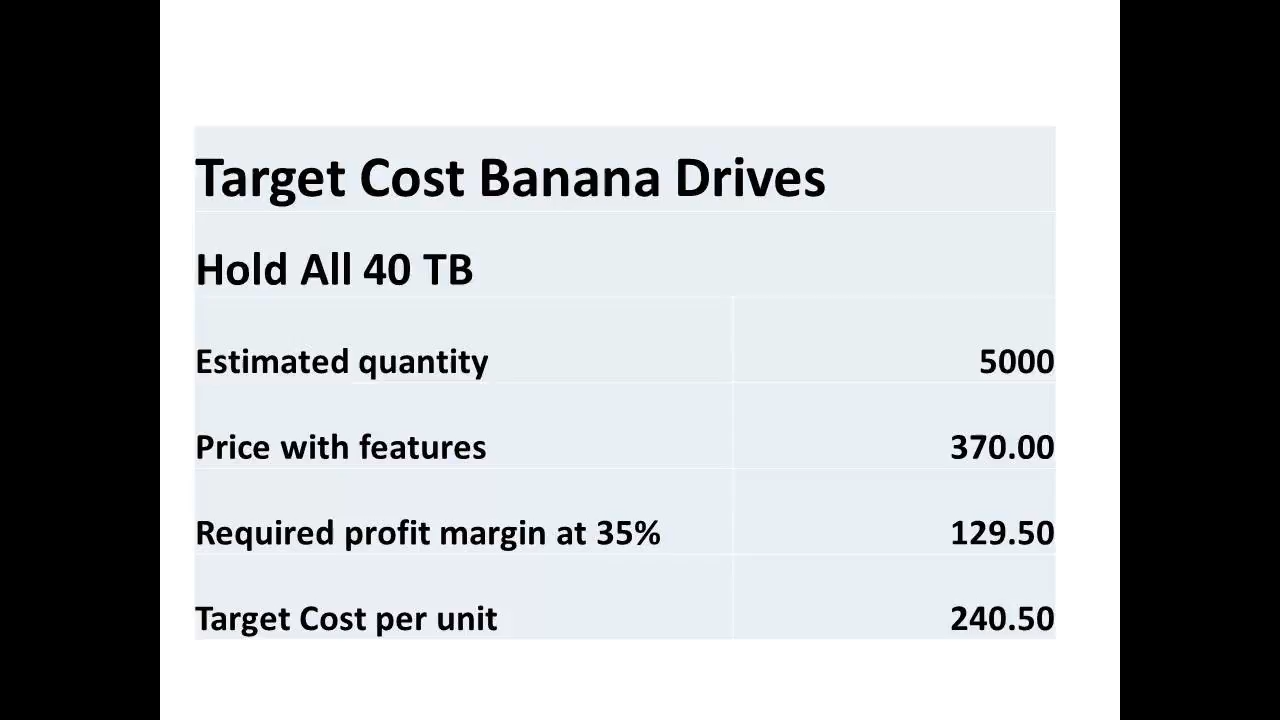 Target Cost Banana Drives
Hold All 40 TB
Estimated quantity 5000
Price with features 370.00
Required profit margin at 35% 129.50
Target Cost per unit 240.50